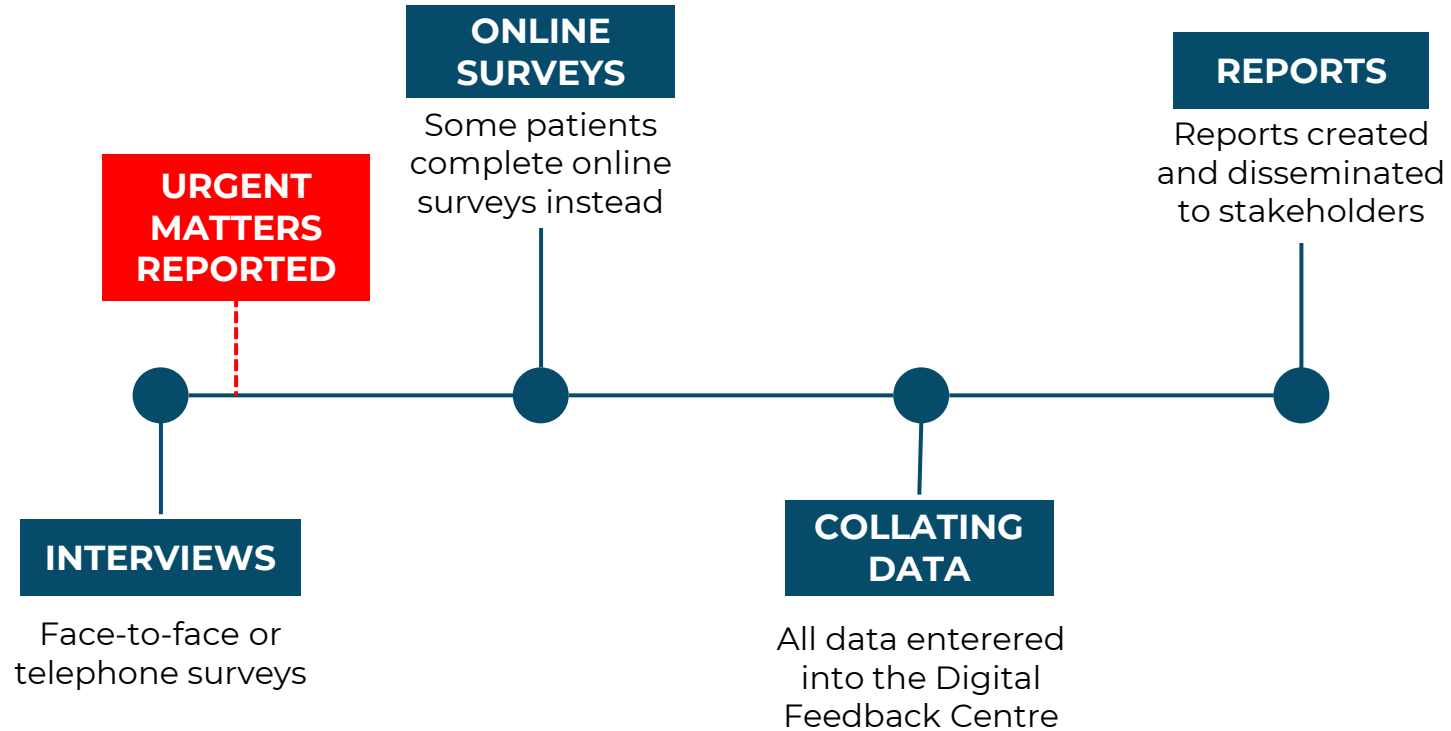 ONLINE
SURVEYS
Some patients
complete online
surveys instead
REPORTS
Reports created
and disseminated
to stakeholders
URGENT
MATTERS
REPORTED
INTERVIEWS
Face-to-face or
telephone surveys
COLLATING
DATA
All data enterered
into the Digital
Feedback Centre